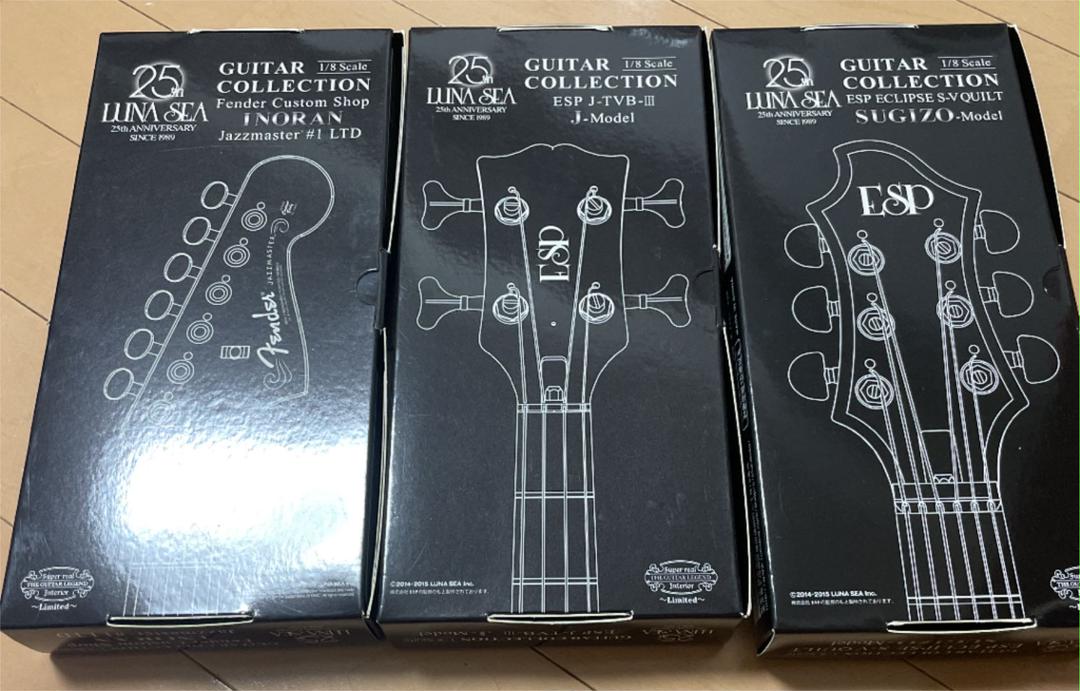 25th
LUNA SEA
25th ANNIVERSARY
SINCE 1989
GUITAR 1/8 Scale
COLLECTION
Fender Custom Shop
INORAN
Jazzmaster #1 LTD
Fender
JAZZMASTER
Super real
THE GUITAR LEGEND
Interior
~Limited~
25th
LUNA SEA
25th ANNIVERSARY
SINCE 1989
GUITAR 1/8 Scale
COLLECTION
ESP J-TVB-III
J-Model
ESP
©2014-2015 LUNA SEA Inc.
Super real
THE GUITAR LEGEND
Interior
~Limited~
25th
LUNA SEA
25th ANNIVERSARY
SINCE 1989
GUITAR 1/8 Scale
COLLECTION
ESP ECLIPSE S-V QUILT
SUGIZO-Model
ESP
©2014-2015 LUNA SEA Inc.